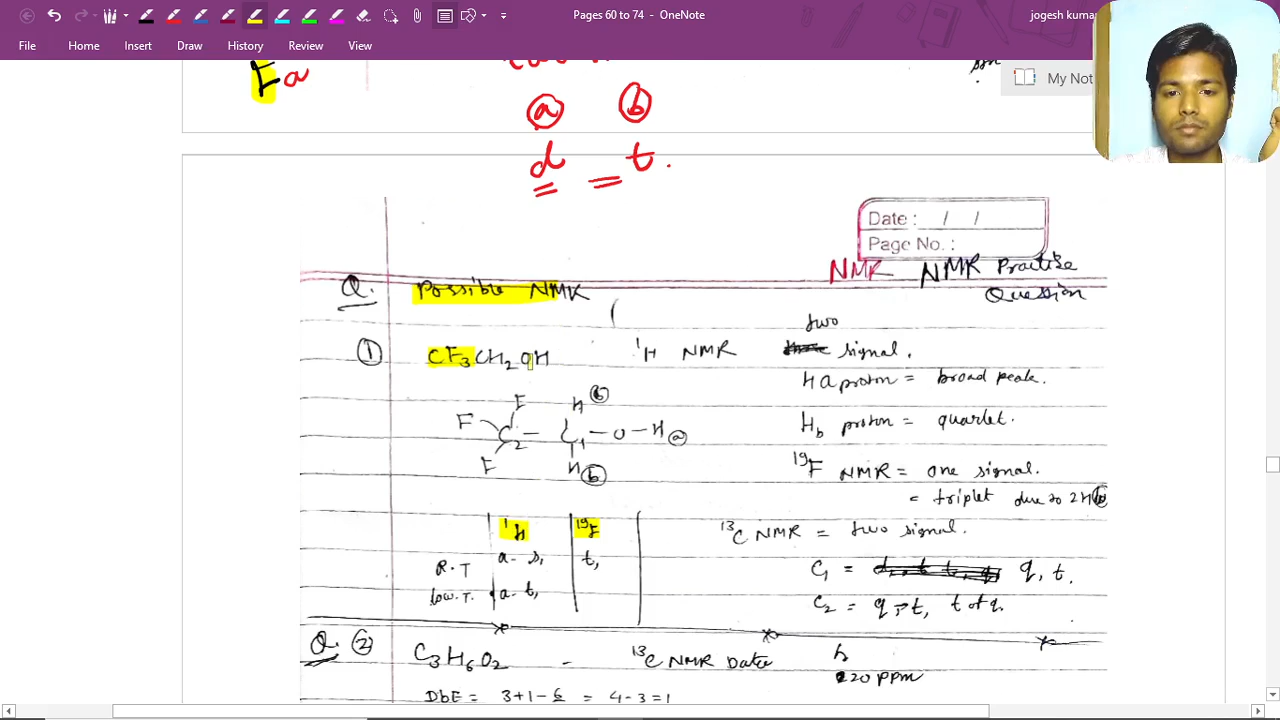 Pages 60 to 74 - OneNote
jogesh kuma
File Home Insert Draw History Review View
My Not
F a
a b
d t
Date : / /
Page No. :
NMR NMR Practise
Question
Q. Possible NMR
two
① CF3CH2OH 1H NMR signal.
Ha proton = broad peak.
F H b
Hb proton = quartet.
F C2 - C1 - O - H a
F H b
19F NMR = one signal.
= triplet due to 2H b
1H 19F
13C NMR = two signal.
R.T a - s, t,
C1 = q, t.
low. T. a - t,
C2 = q → t, t of q.
Q. ② C3H6O2 - 13C NMR Data
220 ppm
DbE = 3+1-6 = 4-3=1